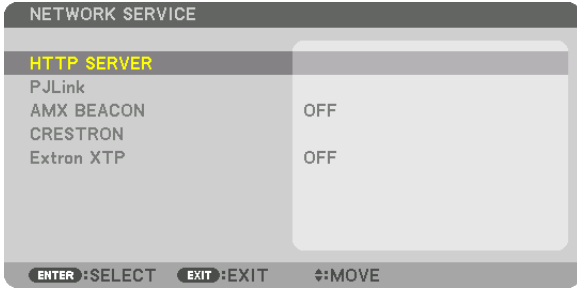 NETWORK SERVICE
HTTP SERVER
PJLink
AMX BEACON OFF
CRESTRON
Extron XTP OFF
ENTER :SELECT EXIT :EXIT :MOVE